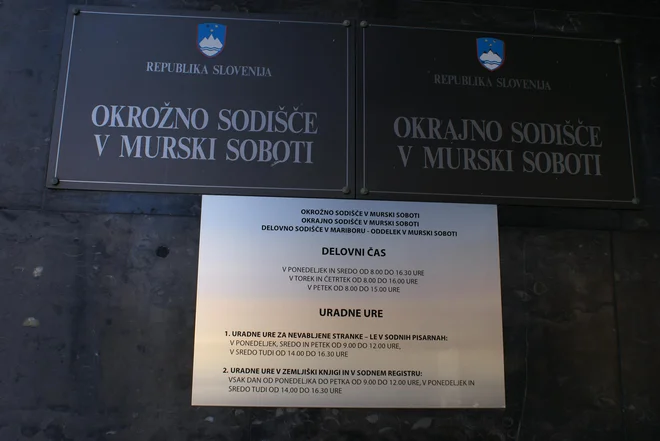 REPUBLIKA SLOVENIJA
OKROŽNO SODIŠČE
V MURSKI SOBOTI
REPUBLIKA SLOVENIJA
OKRAJNO SODIŠČE
V MURSKI SOBOTI
OKROŽNO SODIŠČE V MURSKI SOBOTI
OKRAJNO SODIŠČE V MURSKI SOBOTI
DELOVNO SODIŠČE V MARIBORU - ODDELEK V MURSKI SOBOTI
DELOVNI ČAS
V PONEDELJEK IN SREDO OD 8.00 DO 16.30 URE
V TOREK IN ČETRTEK OD 8.00 DO 16.00 URE
V PETEK OD 8.00 DO 15.00 URE
URADNE URE
1. URADNE URE ZA NEVABLJENE STRANKE – LE V SODNIH PISARNAH:
V PONEDELJEK, SREDO IN PETEK OD 9.00 DO 12.00 URE,
V SREDO TUDI OD 14.00 DO 16.30 URE
2. URADNE URE V ZEMLJIŠKI KNJIGI IN V SODNEM REGISTRU:
VSAK DAN OD PONEDELJKA DO PETKA OD 9.00 DO 12.00 URE, V PONEDELJEK IN
SREDO TUDI OD 14.00 DO 16.30 URE